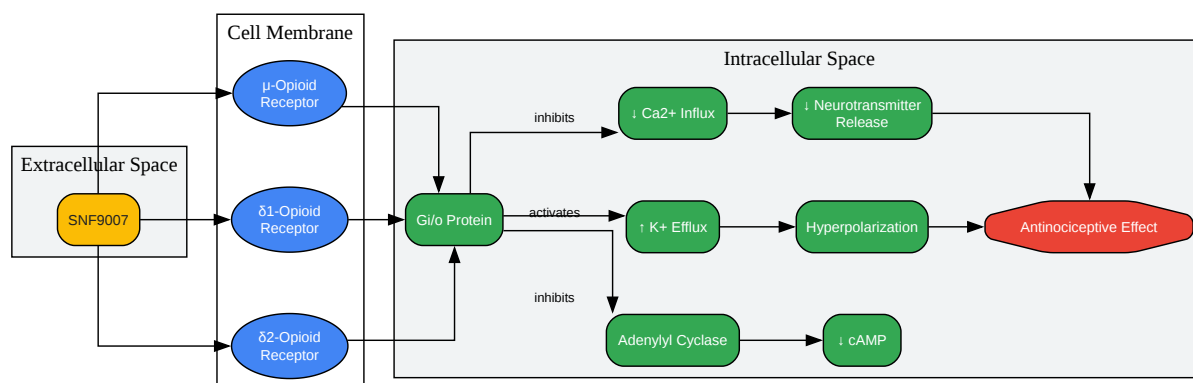 Cell Membrane
Intracellular Space
Extracellular Space
SNF9007
μ-Opioid
Receptor
δ1-Opioid
Receptor
δ2-Opioid
Receptor
Gi/o Protein
inhibits
↓ Ca2+ Influx
↓ Neurotransmitter
Release
activates
↑ K+ Efflux
Hyperpolarization
Antinociceptive Effect
inhibits
Adenylyl Cyclase
↓ cAMP